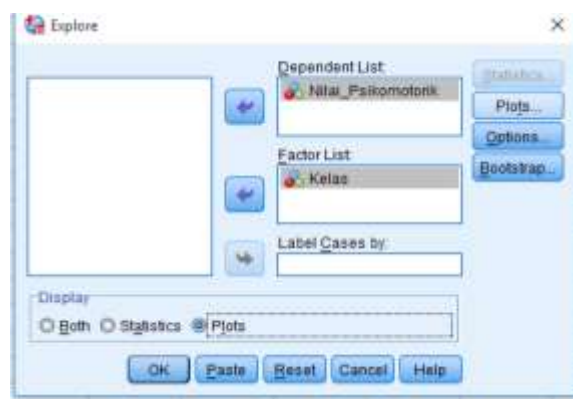 Explore
Dependent List:
Nilai_Psikomotorik
Statistics...
Plots...
Options...
Bootstrap...
Factor List:
Kelas
Label Cases by:
Display
Both Statistics Plots
OK Paste Reset Cancel Help